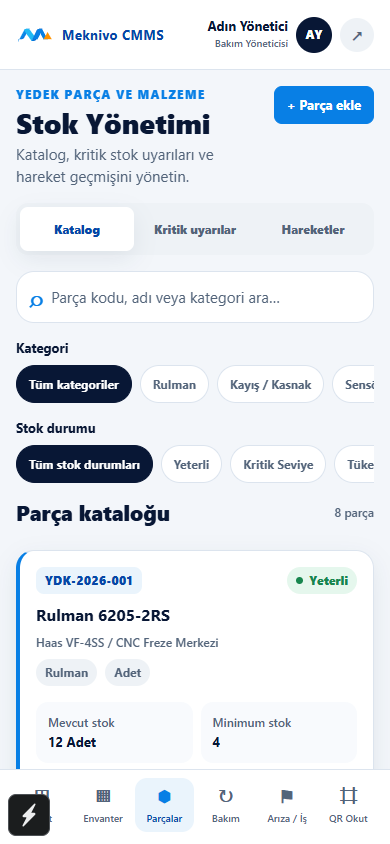 Meknivo CMMS
Adın Yönetici
Bakım Yöneticisi
AY
YEDEK PARÇA VE MALZEME
Stok Yönetimi
+ Parça ekle
Katalog, kritik stok uyarıları ve
hareket geçmişini yönetin.
Katalog
Kritik uyarılar
Hareketler
Parça kodu, adı veya kategori ara...
Kategori
Tüm kategoriler
Rulman
Kayış / Kasnak
Stok durumu
Tüm stok durumları
Yeterli
Kritik Seviye
Parça kataloğu
8 parça
YDK-2026-001
Yeterli
Rulman 6205-2RS
Haas VF-4SS / CNC Freze Merkezi
Rulman
Adet
Mevcut stok
12 Adet
Minimum stok
4
Envanter
Parçalar
Bakım
Arıza / İş
QR Okut